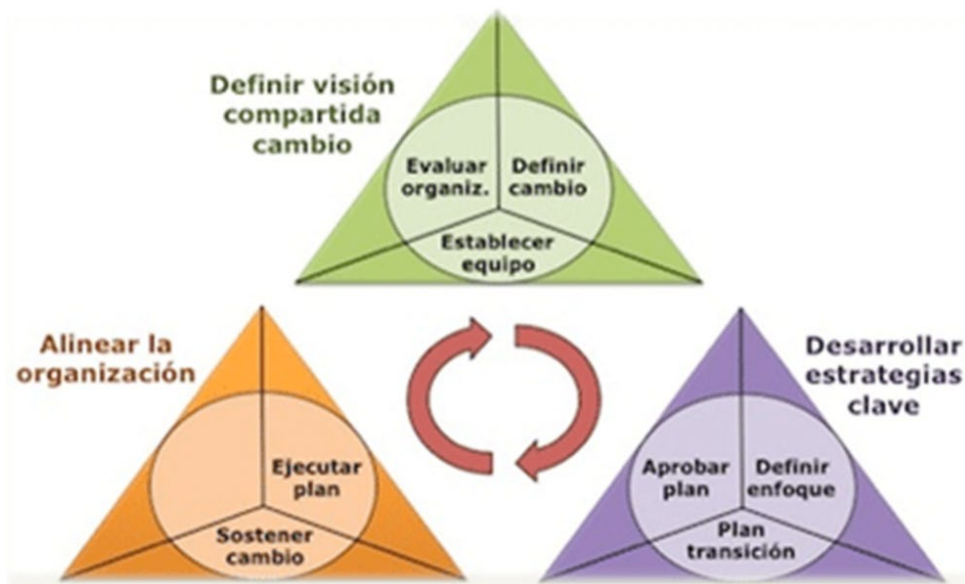 Definir visión
compartida
cambio
Evaluar
organiz.
Definir
cambio
Establecer
equipo
Alinear la
organización
Ejecutar
plan
Sostener
cambio
Desarrollar
estrategias
clave
Aprobar
plan
Definir
enfoque
Plan
transición